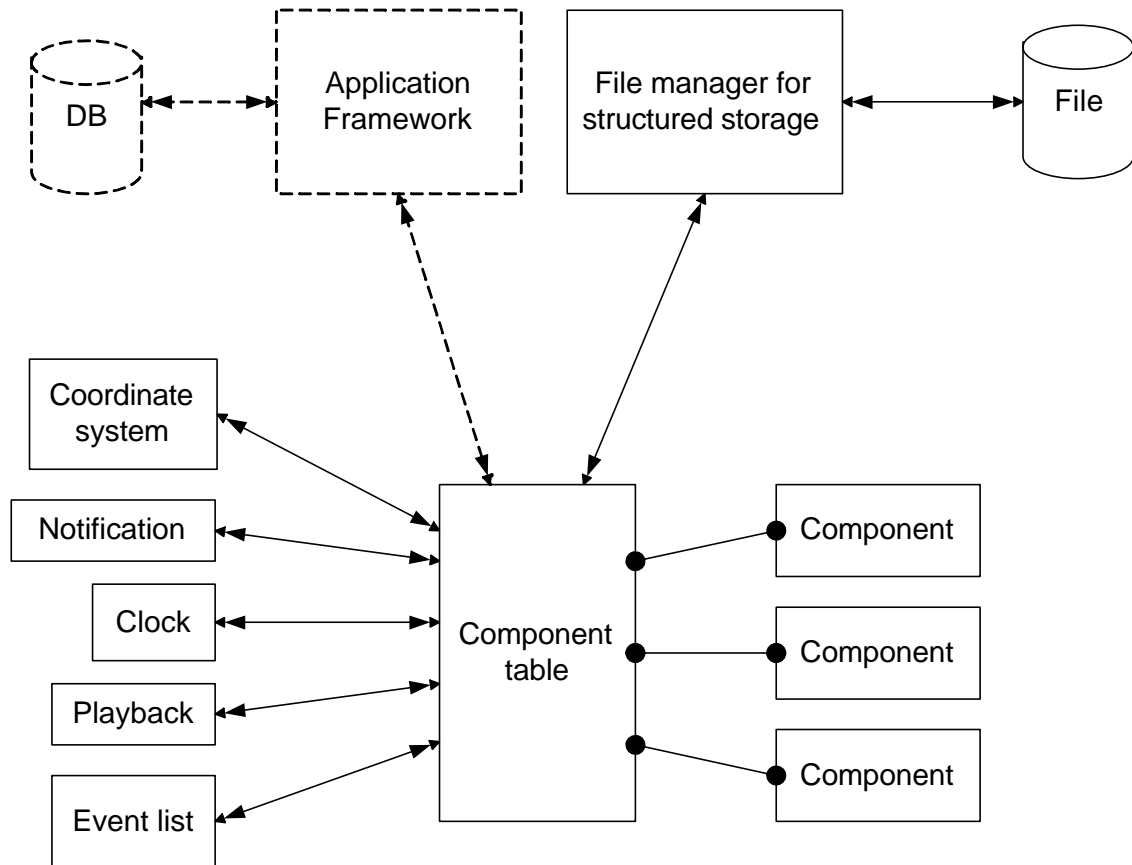 DB
Application
Framework
File manager for
structured storage
File
Coordinate
system
Notification
Clock
Playback
Event list
Component
table
Component
Component
Component